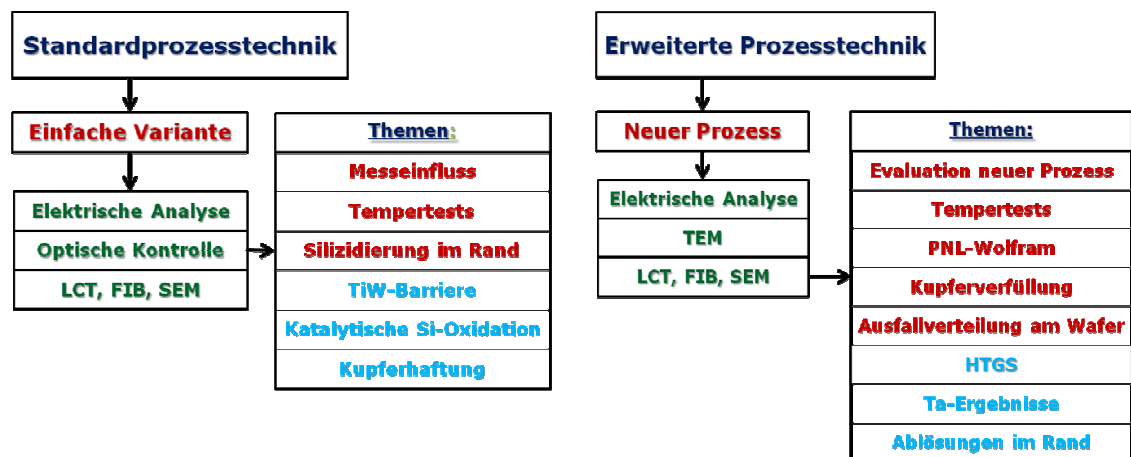 Standardprozesstechnik
Einfache Variante
Elektrische Analyse
Optische Kontrolle
LCT, FIB, SEM
Themen:
Messeinfluss
Tempertests
Silizidierung im Rand
TiW-Barriere
Katalytische Si-Oxidation
Kupferhaftung
Erweiterte Prozesstechnik
Neuer Prozess
Elektrische Analyse
TEM
LCT, FIB, SEM
Themen:
Evaluation neuer Prozess
Tempertests
PNL-Wolfram
Kupferverfüllung
Ausfallverteilung am Wafer
HTGS
Ta-Ergebnisse
Ablösungen im Rand